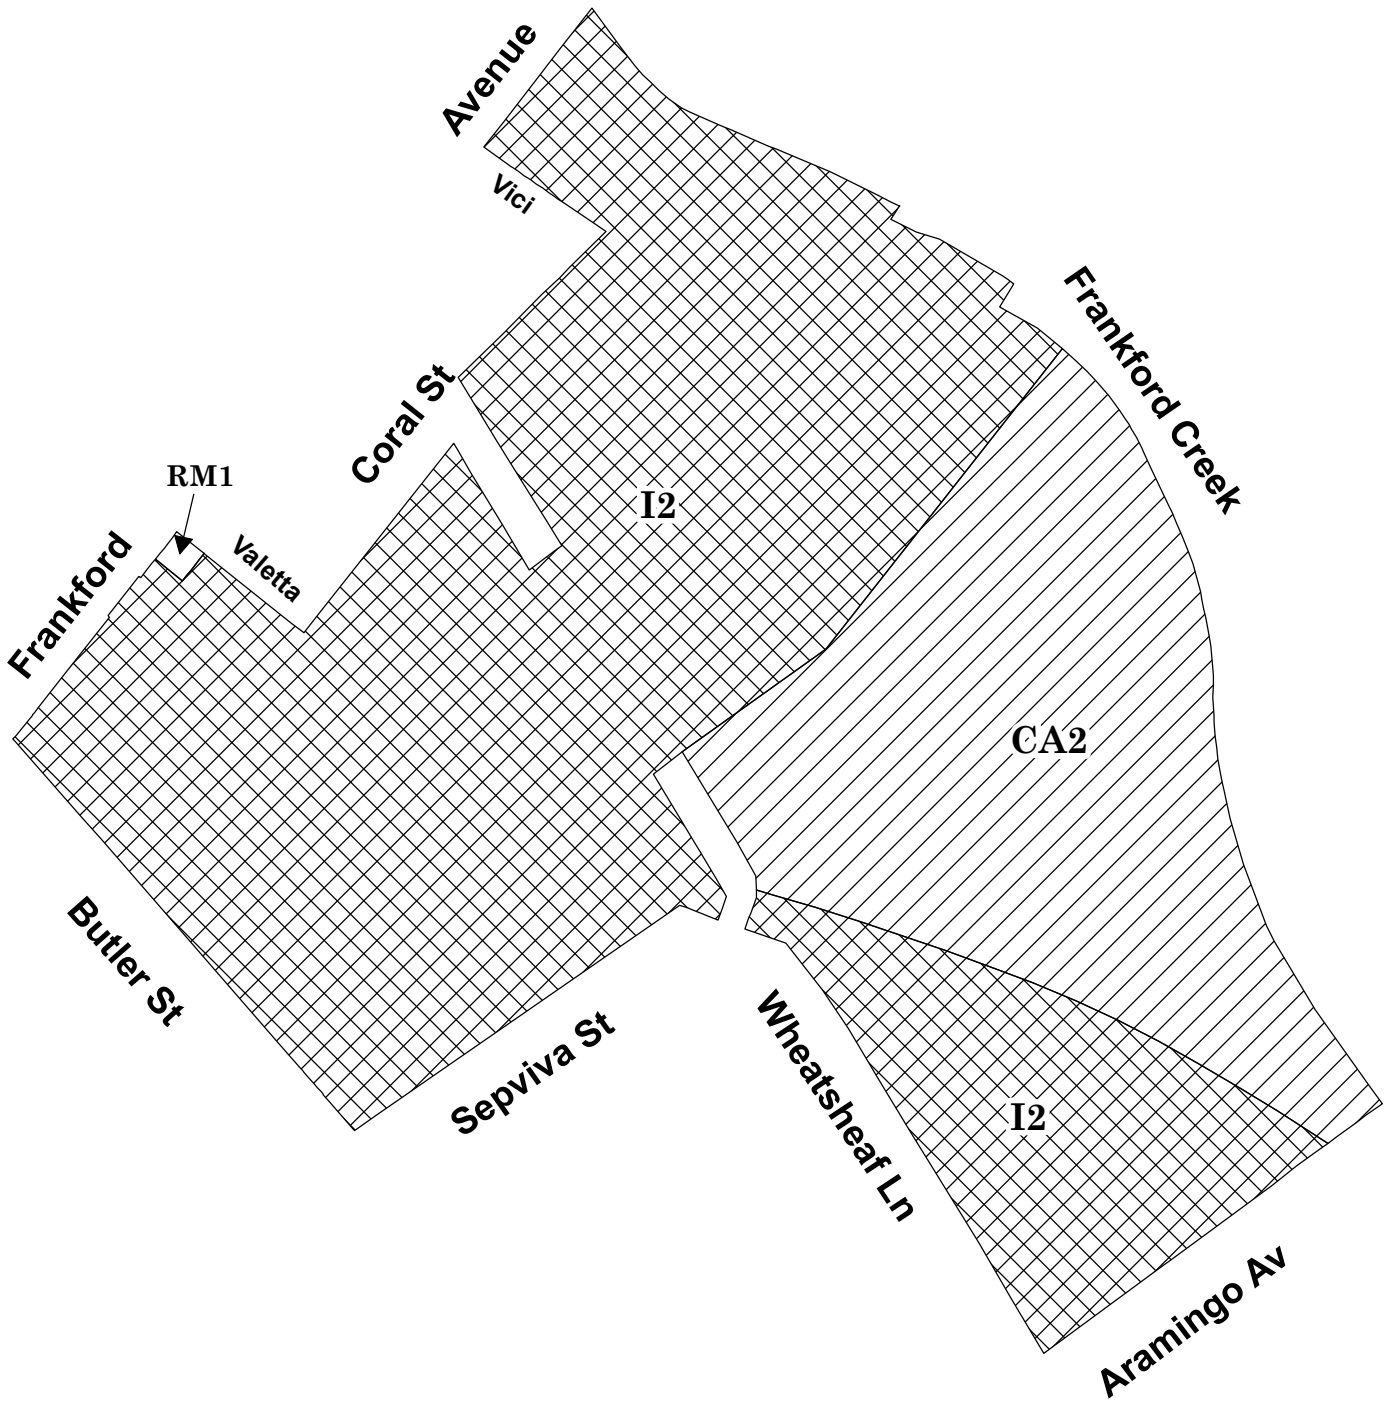 Avenue
Vici
Frankford Creek
Coral St
RM1
I2
Valetta
Frankford
CA2
Butler St
Sepviva St
Wheatsheaf Ln
I2
Aramingo Av